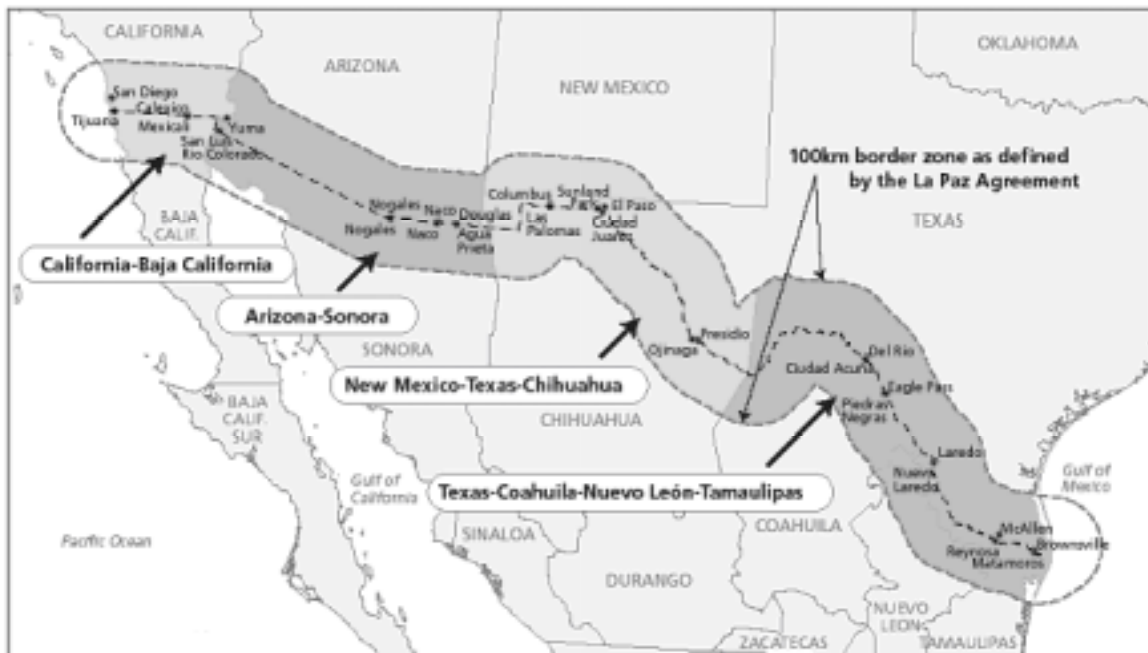 CALIFORNIA
ARIZONA
NEW MEXICO
OKLAHOMA
San Diego
Tijuana
Calexico
Mexicali
Yuma
San Luis
Rio Colorado
100km border zone as defined
by the La Paz Agreement
TEXAS
Columbus
Sunland
Park
El Paso
Ciudad
Juarez
Las
Palomas
Nogales
Nogales
Naco
Naco
Douglas
Agua
Prieta
BAJA
CALIF.
California-Baja California
Arizona-Sonora
SONORA
New Mexico-Texas-Chihuahua
CHIHUAHUA
Presidio
Ojinaga
Del Rio
Ciudad Acuña
Eagle Pass
Piedras
Negras
BAJA
CALIF.
SUR
Gulf of
California
Laredo
Nuevo
Laredo
Gulf of
Mexico
Texas-Coahuila-Nuevo León-Tamaulipas
COAHUILA
Pacific Ocean
SINALOA
DURANGO
McAllen
Brownsville
Reynosa
Matamoros
NUEVO
LEON
ZACATECAS
TAMAULIPAS